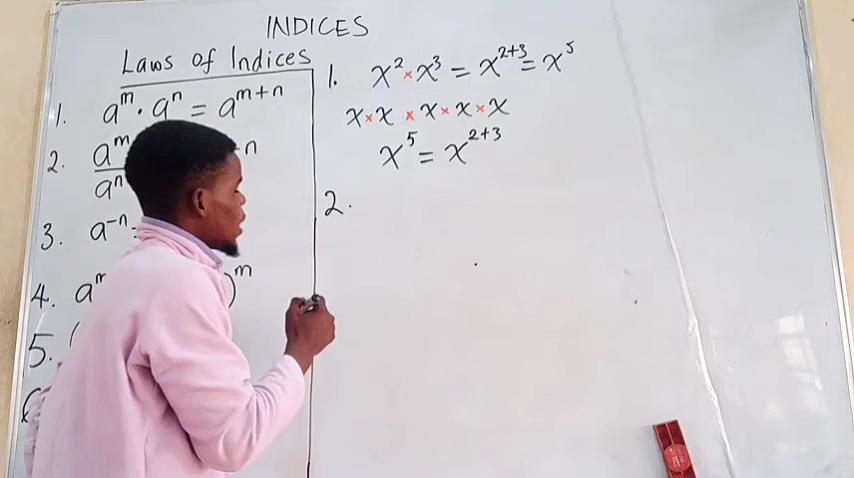 INDICES
Laws of Indices
1. aᵐ · aⁿ = aᵐ⁺ⁿ
2. aᵐ/aⁿ -n
3. a⁻ⁿ =
4. aᵐ )ᵐ
5. (
1. x² × x³ = x²⁺³ = x⁵
x × x × x × x × x
x⁵ = x²⁺³
2.